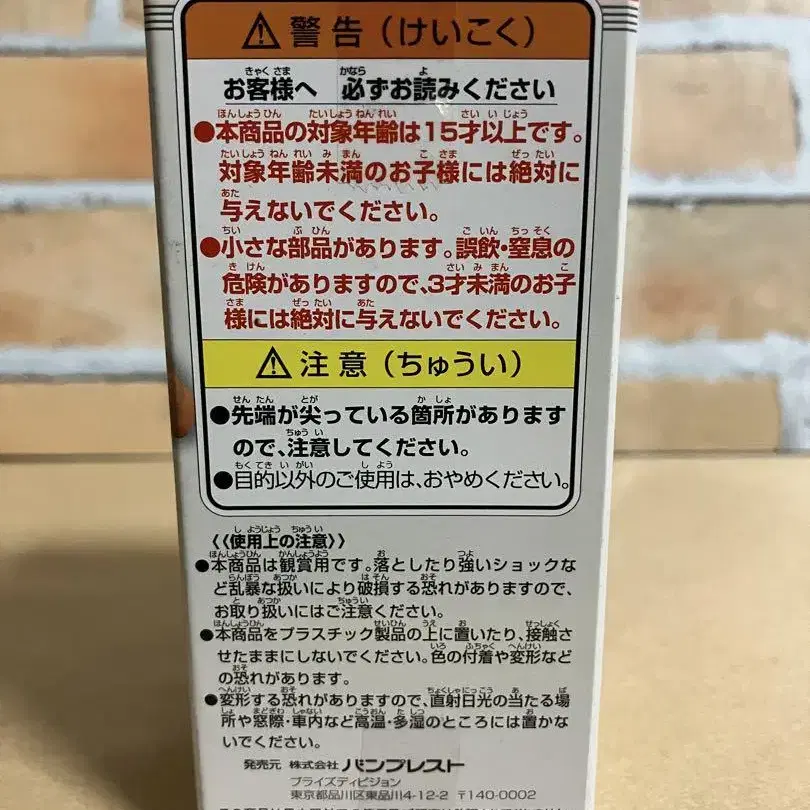 ⚠ 警告（けいこく）
お客様へ 必ずお読みください
●本商品の対象年齢は15才以上です。
対象年齢未満のお子様には絶対に
与えないでください。
●小さな部品があります。誤飲・窒息の
危険がありますので、3才未満のお子
様には絶対に与えないでください。
⚠ 注意（ちゅうい）
●先端が尖っている箇所があります
ので、注意してください。
●目的以外のご使用は、おやめください。
《使用上の注意》
●本商品は観賞用です。落としたり強いショックな
ど乱暴な扱いにより破損する恐れがありますので、
お取り扱いにはご注意ください。
●本商品をプラスチック製品の上に置いたり、接触さ
せたままにしないでください。色の付着や変形など
の恐れがあります。
●変形する恐れがありますので、直射日光の当たる場
所や窓際・車内など高温・多湿のところには置かな
いでください。
発売元 株式会社 バンプレスト
プライズディビジョン
東京都品川区東品川4-12-2 〒140-0002